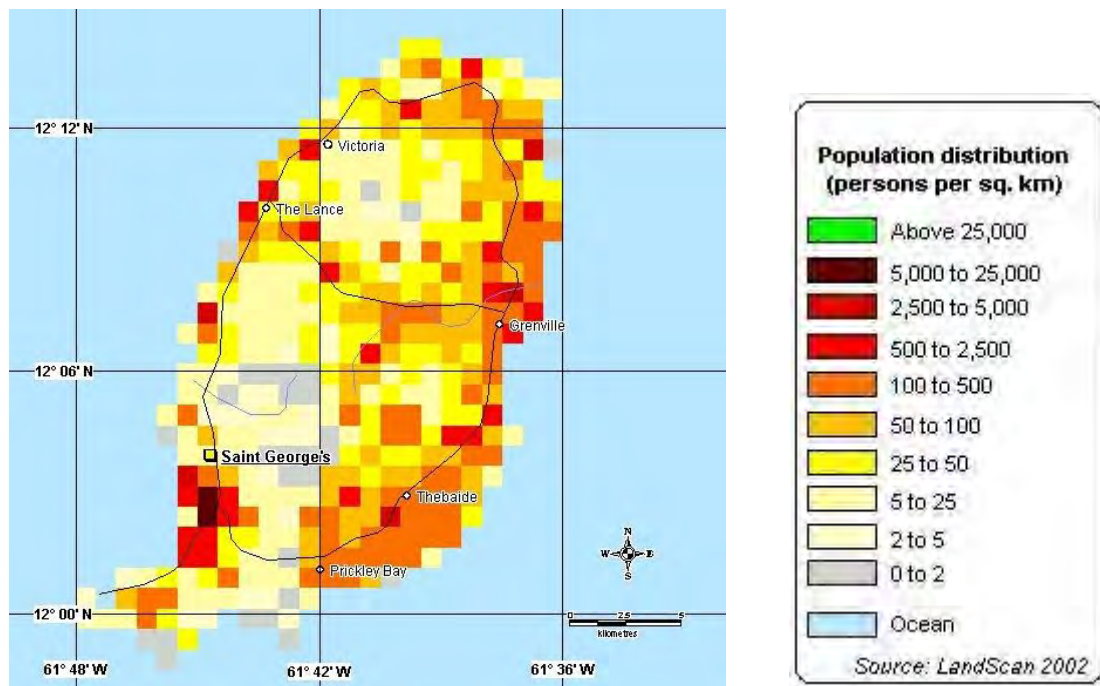 12° 12' N
Victoria
The Lance
Grenville
12° 06' N
Saint George's
Thebaide
N
W E
S
Prickley Bay
12° 00' N
0 2.5 5
kilometres
61° 48' W 61° 42' W 61° 36' W
Population distribution
(persons per sq. km)
Above 25,000
5,000 to 25,000
2,500 to 5,000
500 to 2,500
100 to 500
50 to 100
25 to 50
5 to 25
2 to 5
0 to 2
Ocean
Source: LandScan 2002